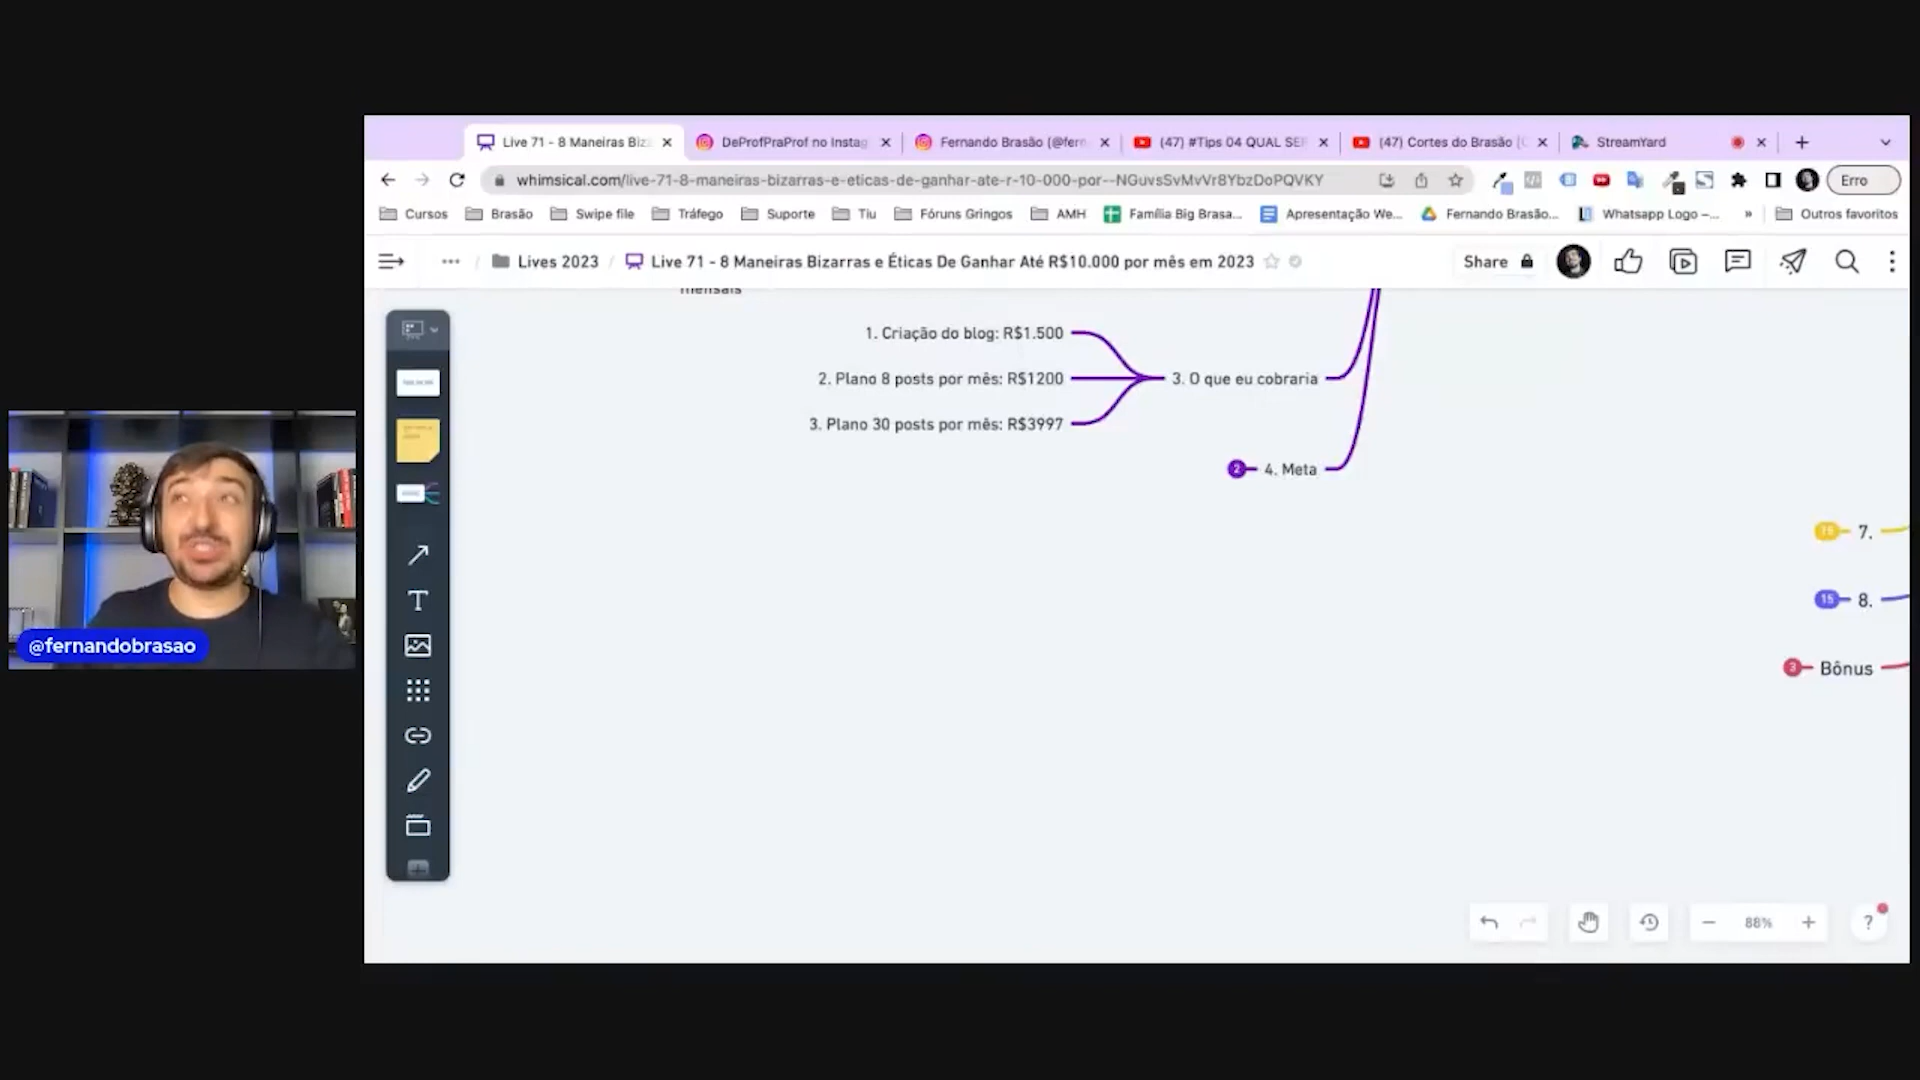 Live 71 - 8 Maneiras Biz
DeProfPraProf no Instag
Fernando Brasão (@fern
(47) #Tips 04 QUAL SER
(47) Cortes do Brasão [C
StreamYard
whimsical.com/live-71-8-maneiras-bizarras-e-eticas-de-ganhar-ate-r-10-000-por--NGuvsSvMvVr8YbzDoPQVKY
Erro
Cursos
Brasão
Swipe file
Tráfego
Suporte
Tiu
Fóruns Gringos
AMH
Família Big Brasa...
Apresentação We...
Fernando Brasão...
Whatsapp Logo –...
»
Outros favoritos
... / Lives 2023 / Live 71 - 8 Maneiras Bizarras e Éticas De Ganhar Até R$10.000 por mês em 2023
Share
mensais
1. Criação do blog: R$1.500
2. Plano 8 posts por mês: R$1200
3. O que eu cobraria
3. Plano 30 posts por mês: R$3997
2
4. Meta
7.
15
8.
3
Bônus
@fernandobrasao
88%
?